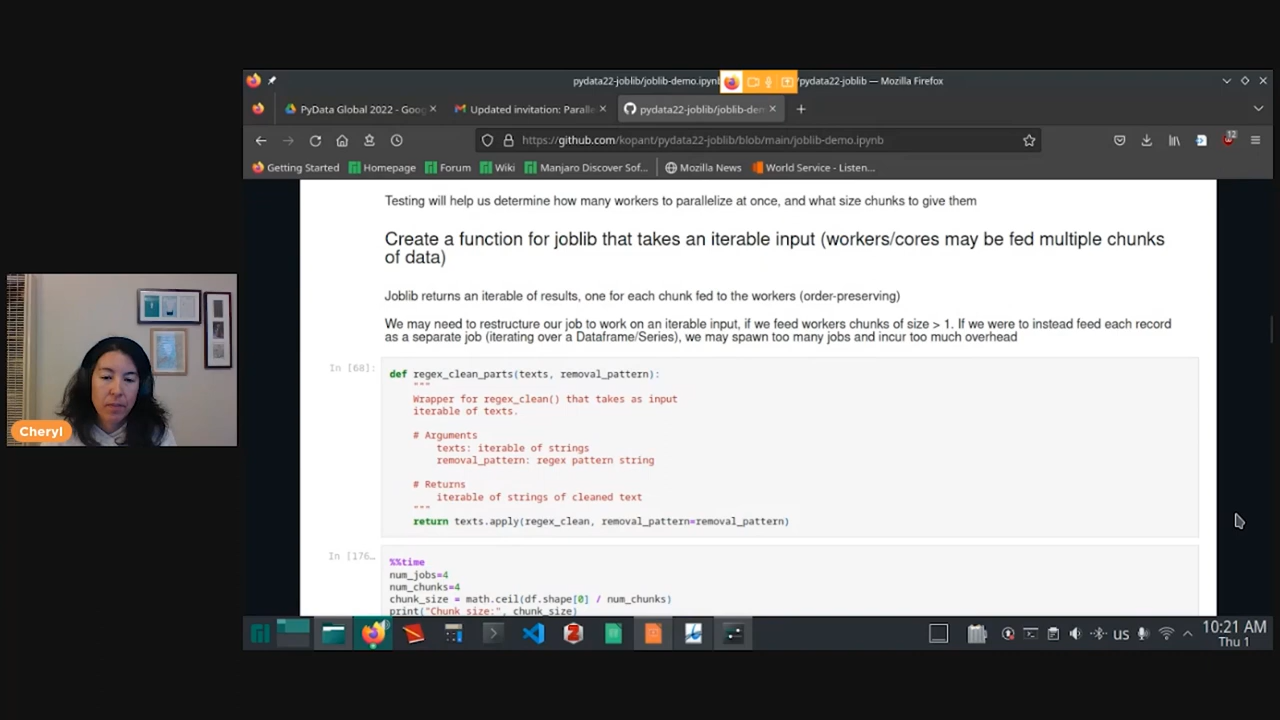 pydata22-joblib/joblib-demo.ipynb
/pydata22-joblib — Mozilla Firefox
PyData Global 2022 - Goog
Updated invitation: Paralle
pydata22-joblib/joblib-dem
https://github.com/kopant/pydata22-joblib/blob/main/joblib-demo.ipynb
12
Getting Started
Homepage
Forum
Wiki
Manjaro Discover Sof...
Mozilla News
World Service - Listen...
Testing will help us determine how many workers to parallelize at once, and what size chunks to give them
Create a function for joblib that takes an iterable input (workers/cores may be fed multiple chunks
of data)
Joblib returns an iterable of results, one for each chunk fed to the workers (order-preserving)
We may need to restructure our job to work on an iterable input, if we feed workers chunks of size > 1. If we were to instead feed each record
as a separate job (iterating over a Dataframe/Series), we may spawn too many jobs and incur too much overhead
In [68]:
def regex_clean_parts(texts, removal_pattern):
"""
Wrapper for regex_clean() that takes as input
iterable of texts.
# Arguments
texts: iterable of strings
removal_pattern: regex pattern string
# Returns
iterable of strings of cleaned text
"""
return texts.apply(regex_clean, removal_pattern=removal_pattern)
In [176…
%%time
num_jobs=4
num_chunks=4
chunk_size = math.ceil(df.shape[0] / num_chunks)
print("Chunk size:", chunk_size)
Cheryl
us
10:21 AM
Thu 1